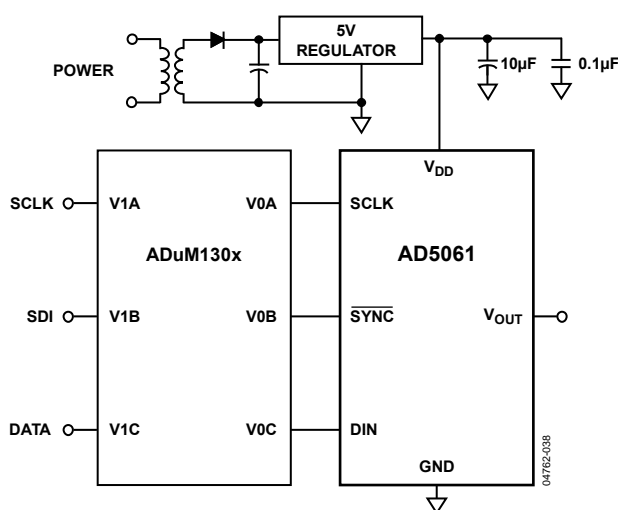 POWER
5V
REGULATOR
10µF
0.1µF
VDD
SCLK
V1A
V0A
SCLK
ADuM130x
AD5061
SDI
V1B
V0B
SYNC
VOUT
DATA
V1C
V0C
DIN
GND
04762-038